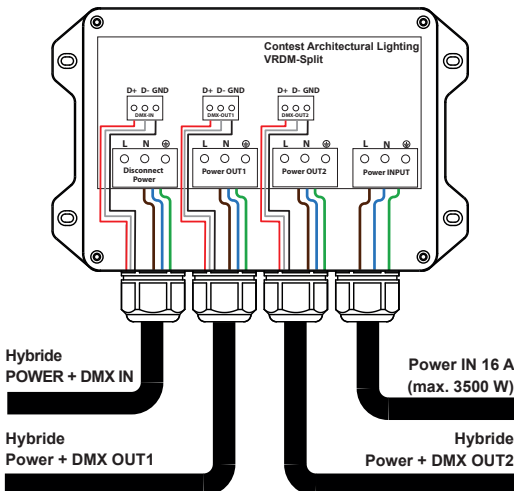 Contest Architectural Lighting
VRDM-Split
D+ D- GND
D+ D- GND
D+ D- GND
DMX-IN
DMX-OUT1
DMX-OUT2
L N
L N
L N
L N
Disconnect
Power
Power OUT1
Power OUT2
Power INPUT
Hybride
POWER + DMX IN
Power IN 16 A
(max. 3500 W)
Hybride
Power + DMX OUT1
Hybride
Power + DMX OUT2